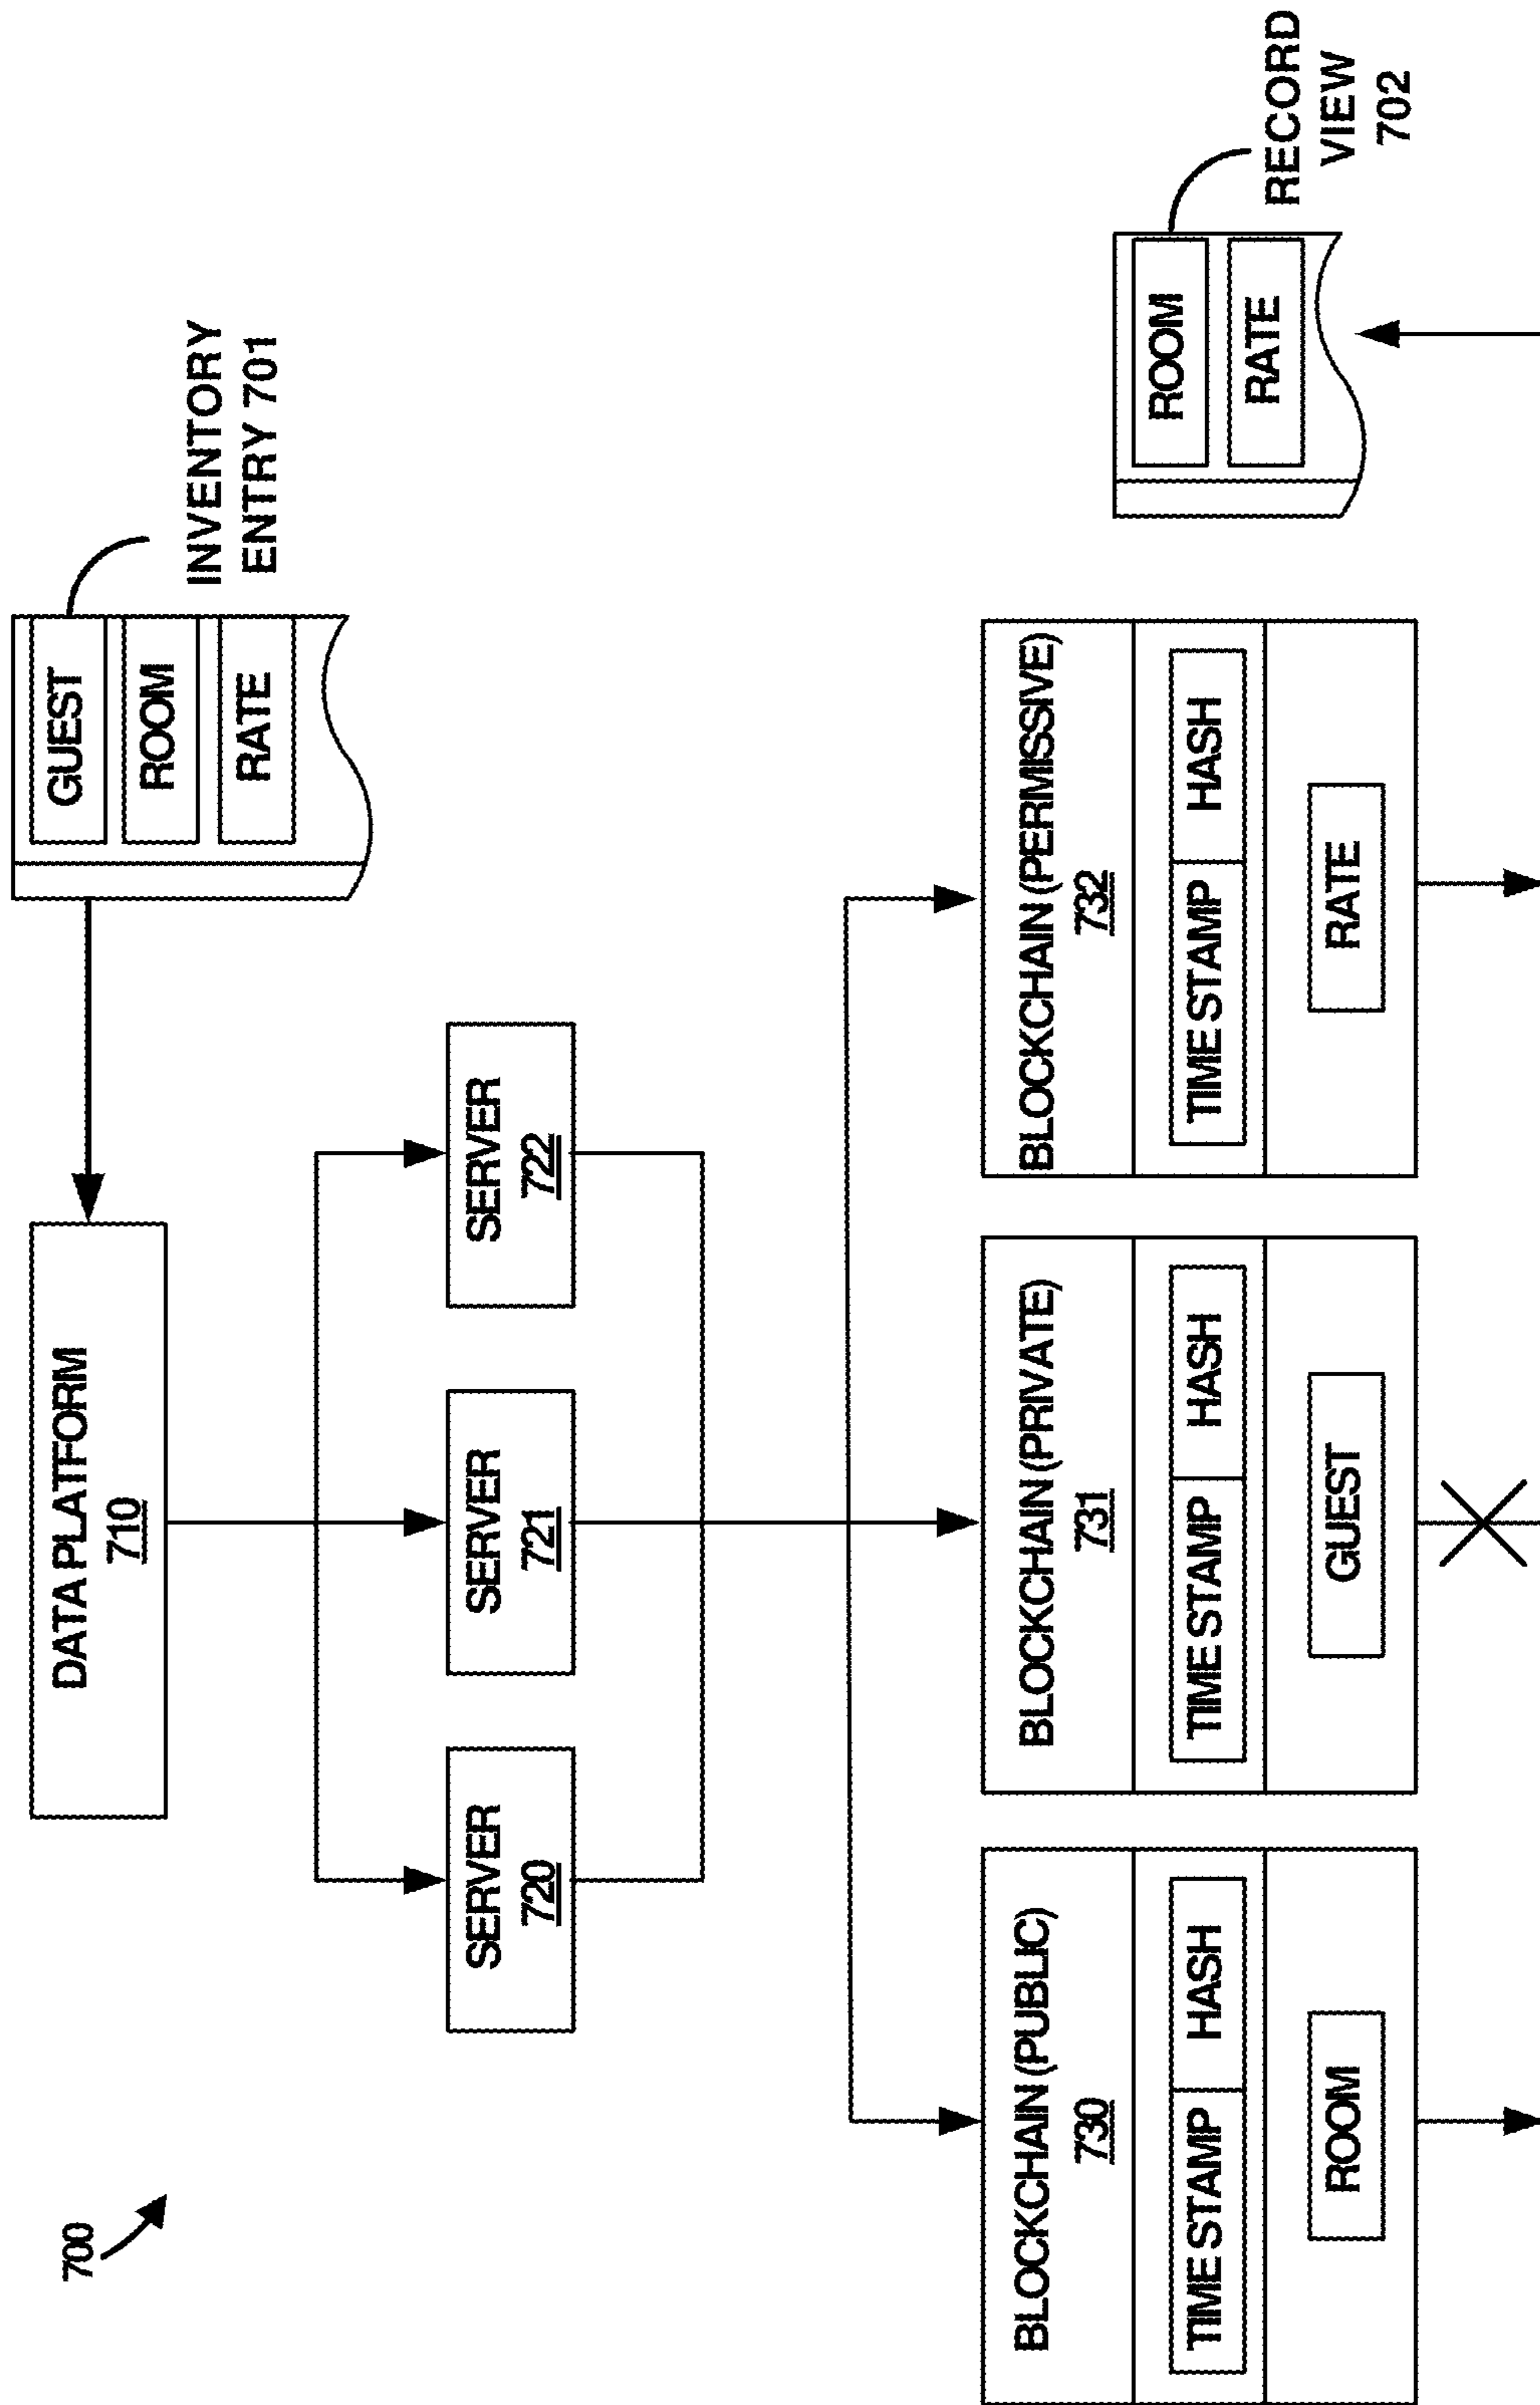 700
DATA PLATFORM
710
GUEST
ROOM
RATE
INVENTORY
ENTRY 701
SERVER
720
SERVER
721
SERVER
722
BLOCKCHAIN (PUBLIC)
730
TIME STAMP HASH
ROOM
BLOCKCHAIN (PRIVATE)
731
TIME STAMP HASH
GUEST
BLOCKCHAIN (PERMISSIVE)
732
TIME STAMP HASH
RATE
ROOM
RATE
RECORD
VIEW
702